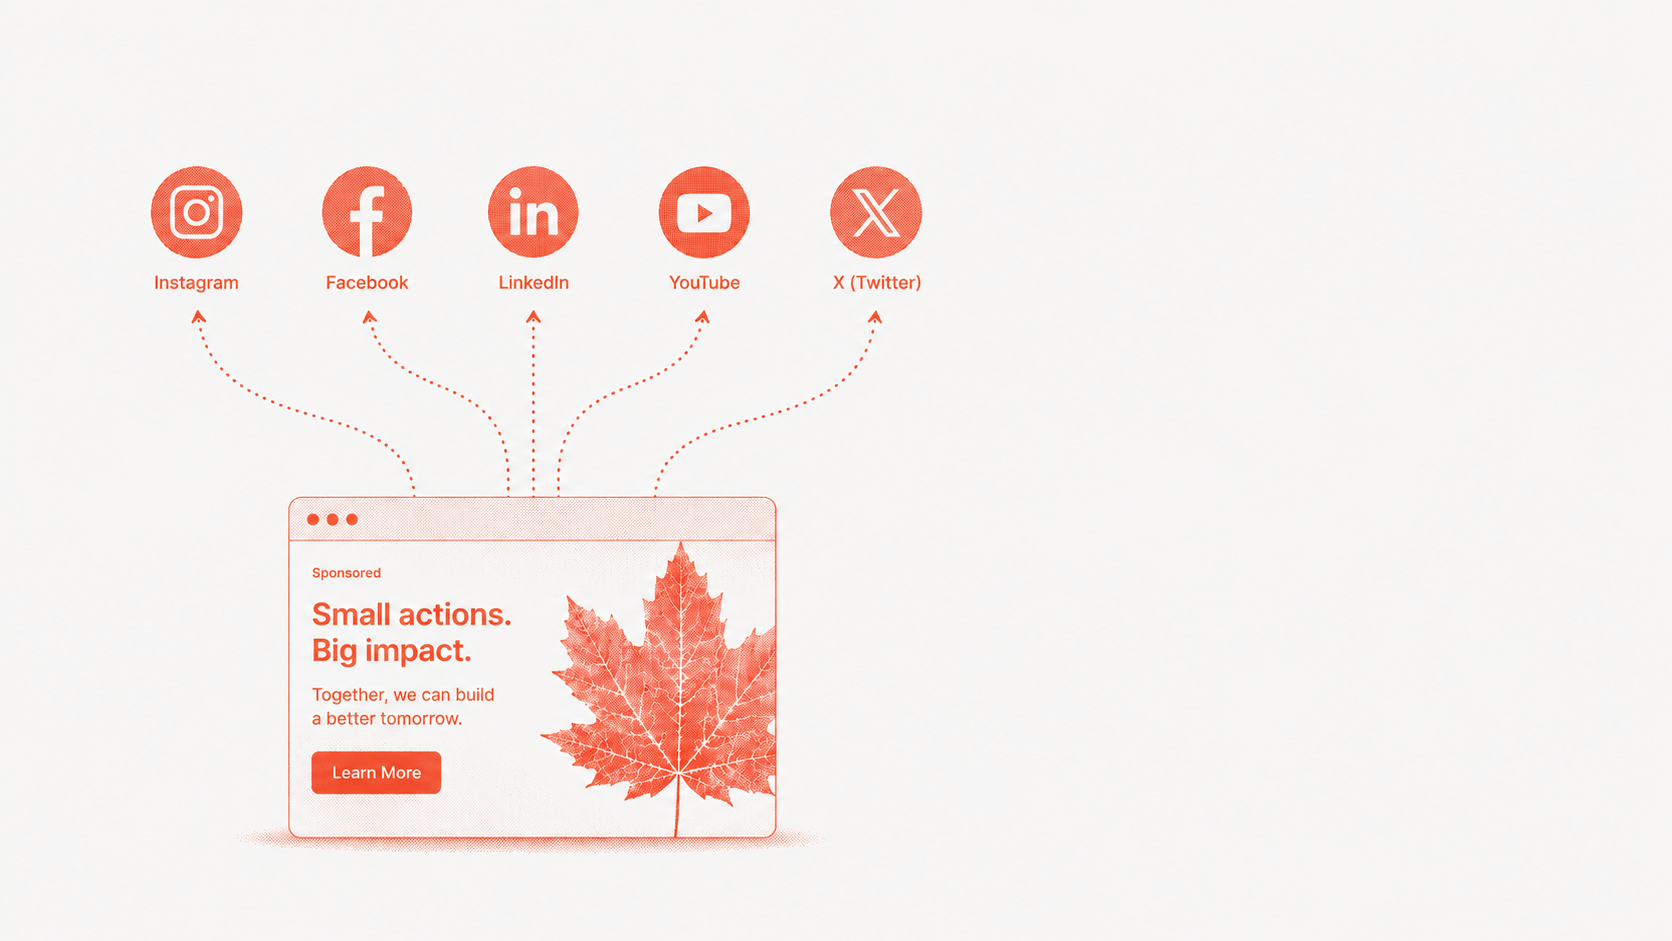 Instagram
Facebook
LinkedIn
YouTube
X (Twitter)
Sponsored
Small actions.
Big impact.
Together, we can build
a better tomorrow.
Learn More